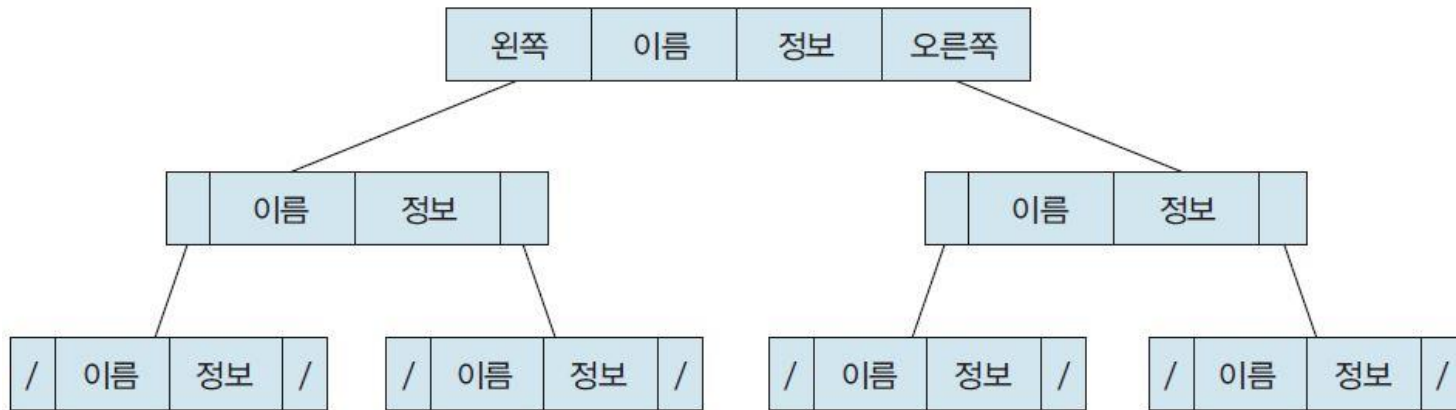 왼쪽 이름 정보 오른쪽
이름 정보 이름 정보
/ 이름 정보 / / 이름 정보 / / 이름 정보 / / 이름 정보 /